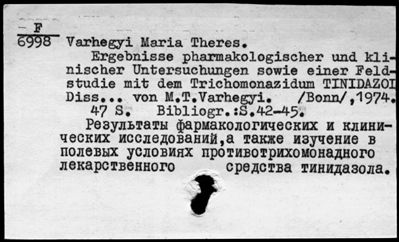 F
6998 Varhegyi Maria Theres.
Ergebnisse pharmakologischer und kli-
nischer Untersuchungen sowie einer Feld-
studie mit dem Trichomonazidum TINIDAZOL
Diss... von M.T.Varhegyi. /Bonn/,1974.
47 S. Bibliogr.:S.42-45.
Результаты фармакологических и клини-
ческих исследований,а также изучение в
полевых условиях противотрихомонадного
лекарственного средства тинидазола.